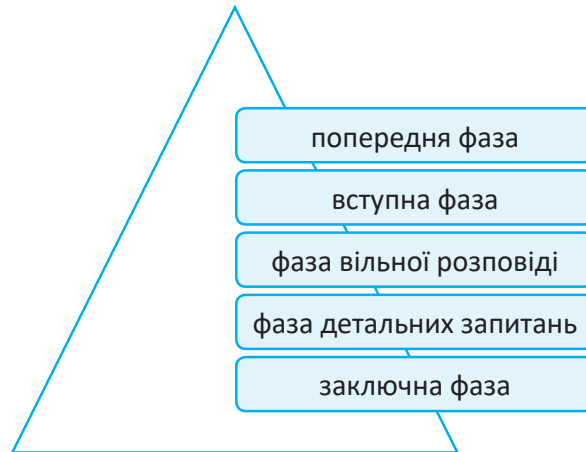 попередня фаза
вступна фаза
фаза вільної розповіді
фаза детальних запитань
заключна фаза